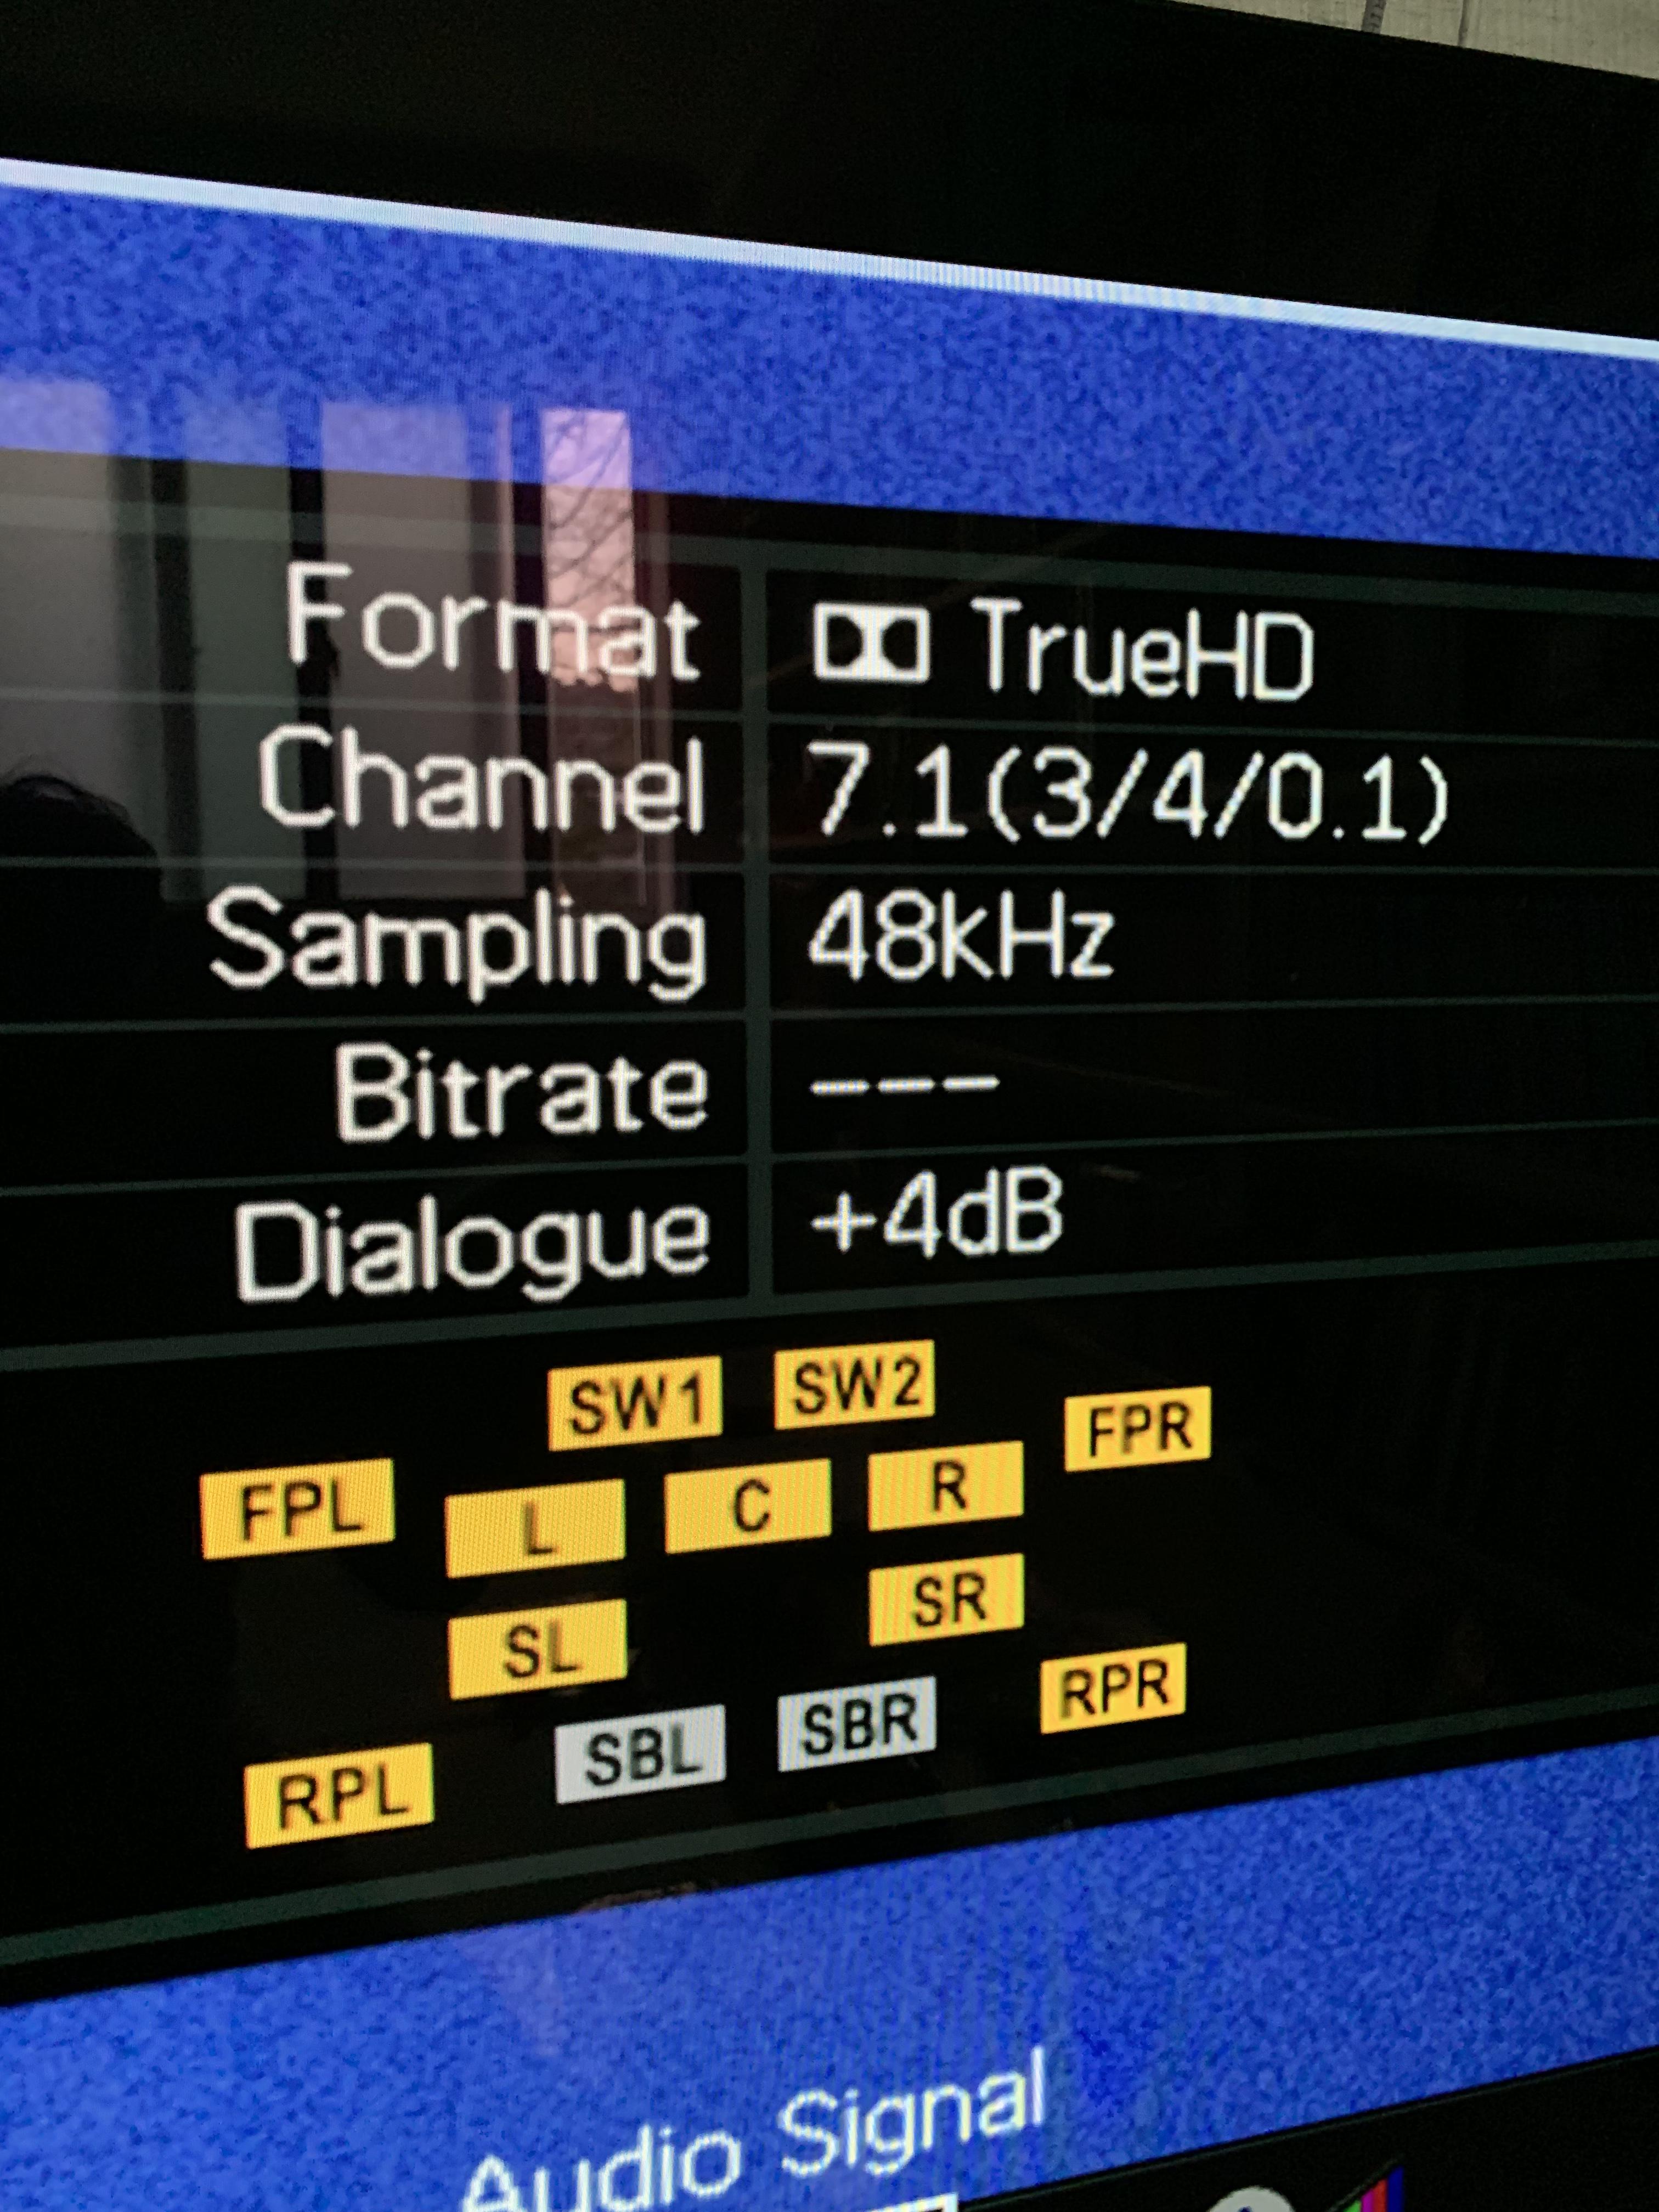 Format TrueHD
Channel 7.1(3/4/0.1)
Sampling 48kHz
Bitrate ---
Dialogue +4dB
SW1 SW2
FPL L C R FPR
SL SR
RPL SBL SBR RPR
Audio Signal